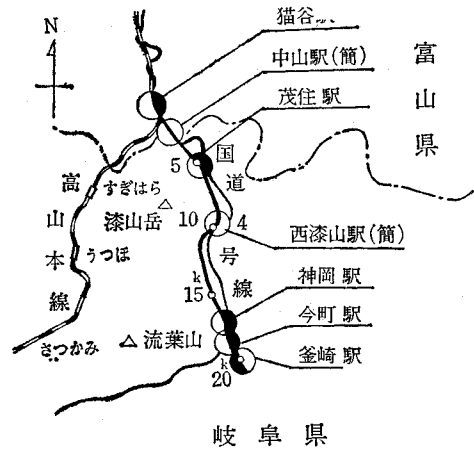 N
猫谷
中山駅(簡)
茂住駅
富山県
5
国道
4
号線
すぎはら
漆山岳
10
高山本線
うつほ
西漆山駅(簡)
k
15
神岡駅
今町駅
さつかみ
流葉山
釜崎駅
k
20
岐阜県